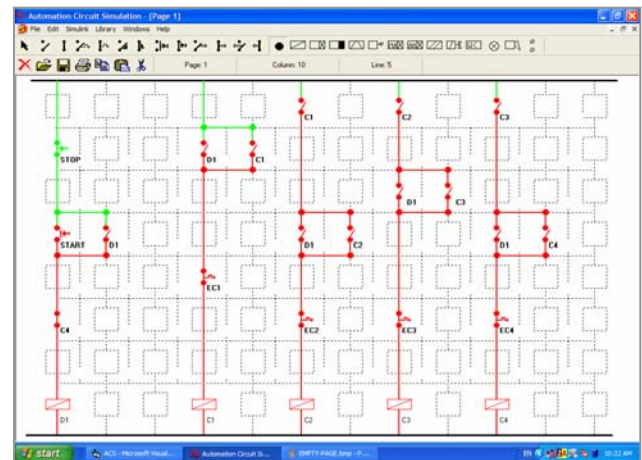 Automation Circuit Simulation - [Page 1]
File Edit Simulink Library Windows Help
Page: 1 Column: 10 Line: 5
C1 C2 C3
STOP D1 C1
D1 C3
START D1 D1 C2 D1 C4
EC1
C4 EC2 EC3 EC4
D1 C1 C2 C3 C4
start ACS - Microsoft Visual... Automation Circuit Si... EMPTY-PAGE.bmp - P... EN 10:22 AM